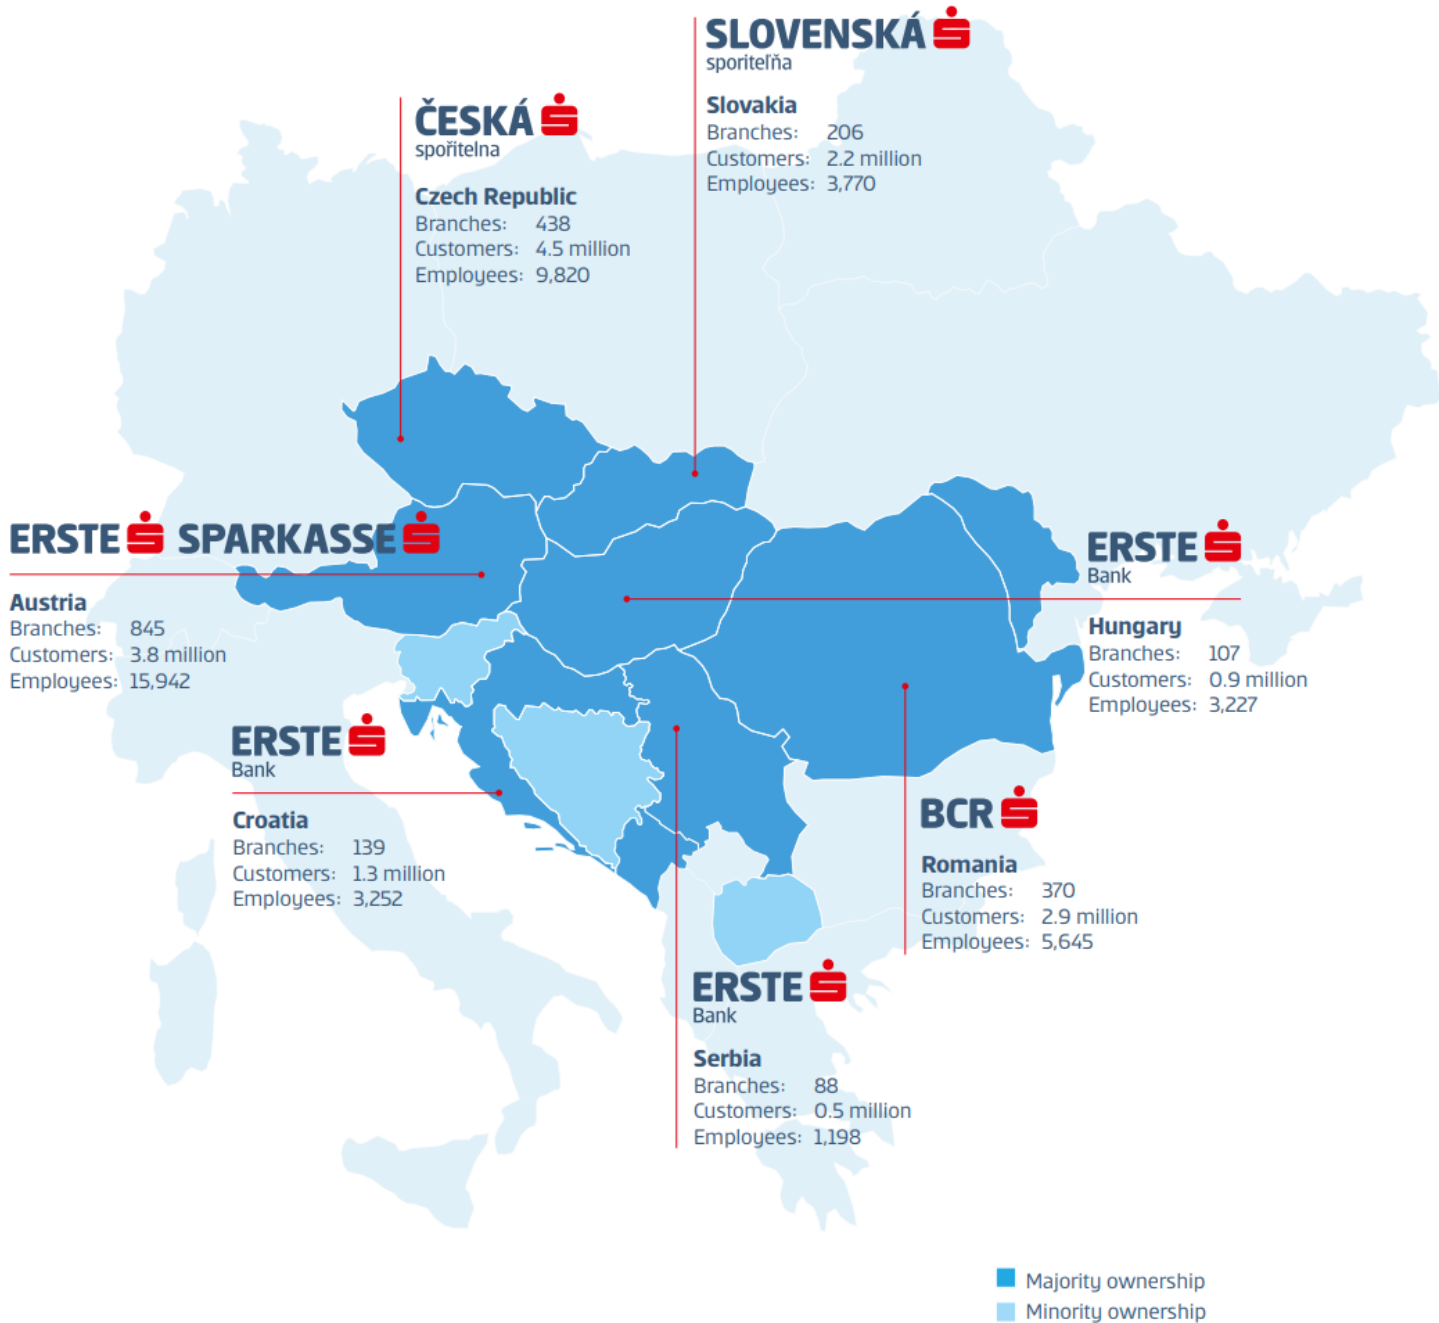 SLOVENSKÁ
sporiteľňa
Slovakia
Branches: 206
Customers: 2.2 million
Employees: 3,770
ČESKÁ
spořitelna
Czech Republic
Branches: 438
Customers: 4.5 million
Employees: 9,820
ERSTE SPARKASSE
Austria
Branches: 845
Customers: 3.8 million
Employees: 15,942
ERSTE
Bank
Hungary
Branches: 107
Customers: 0.9 million
Employees: 3,227
ERSTE
Bank
Croatia
Branches: 139
Customers: 1.3 million
Employees: 3,252
BCR
Romania
Branches: 370
Customers: 2.9 million
Employees: 5,645
ERSTE
Bank
Serbia
Branches: 88
Customers: 0.5 million
Employees: 1,198
Majority ownership
Minority ownership